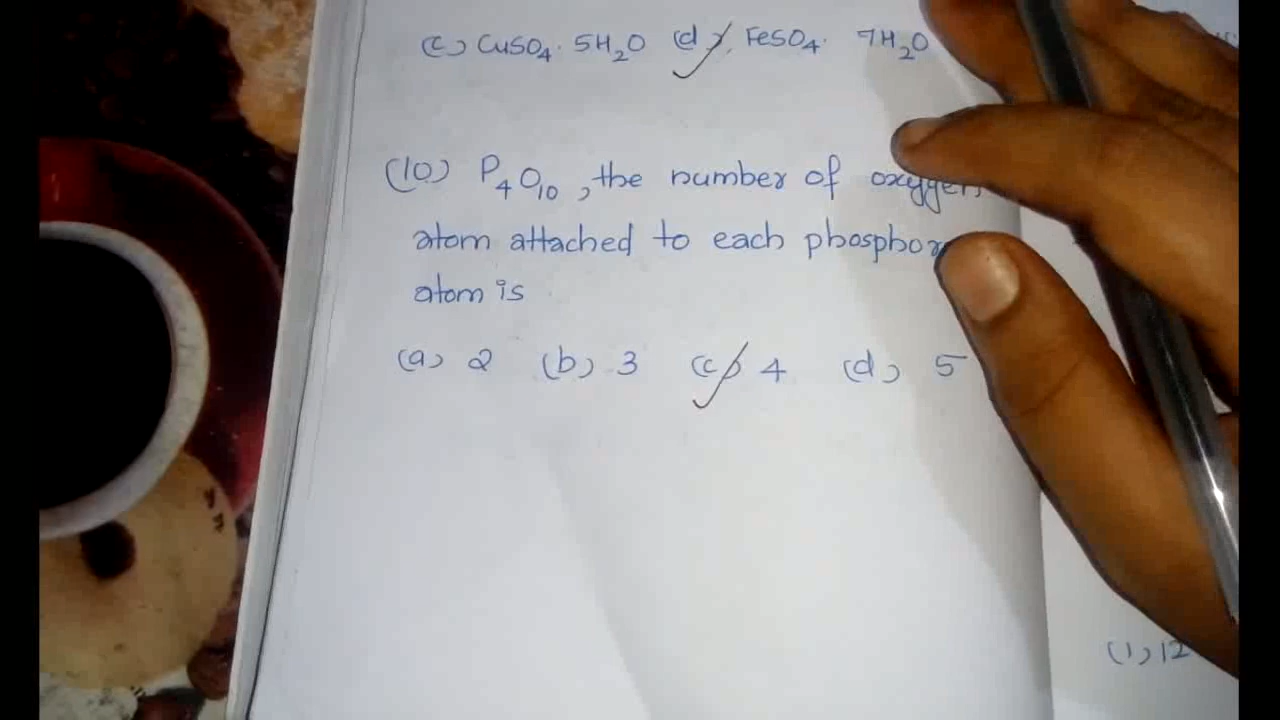 (c) CuSO4. 5H2O (d) FeSO4. 7H2O
(10) P4O10, the number of oxygen
atom attached to each phosphor
atom is
(a) 2 (b) 3 (c) 4 (d) 5
(1) 12